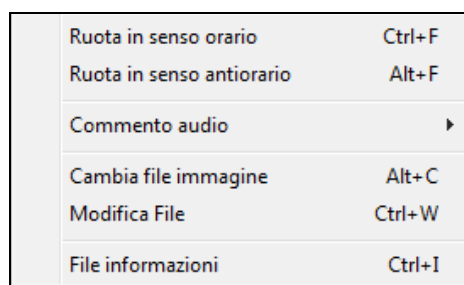 Ruota in senso orario Ctrl+F
Ruota in senso antiorario Alt+F
Commento audio
Cambia file immagine Alt+C
Modifica File Ctrl+W
File informazioni Ctrl+I